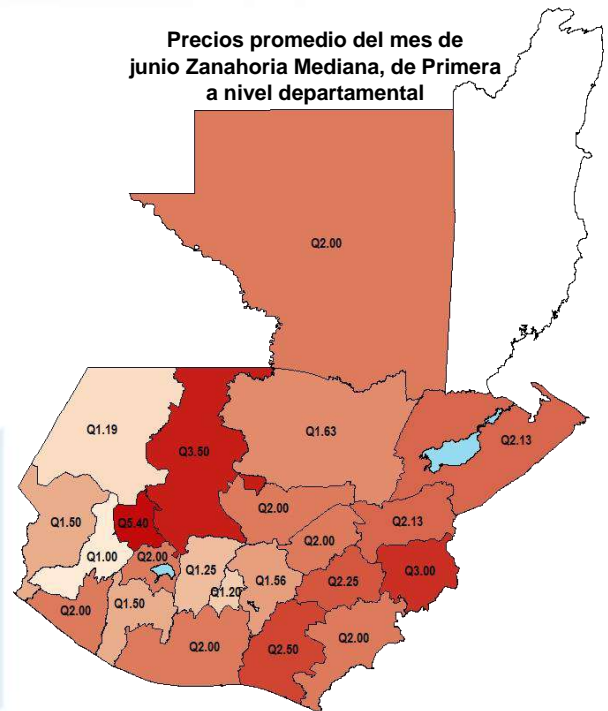 Precios promedio del mes de
junio Zanahoria Mediana, de Primera
a nivel departamental
Q2.00
Q1.19
Q3.50
Q1.63
Q2.13
Q1.50
Q5.40
Q2.00
Q2.13
Q1.00
Q2.00
Q2.00
Q1.25
Q1.56
Q3.00
Q2.25
Q1.20
Q2.00
Q1.50
Q2.00
Q2.50
Q2.00